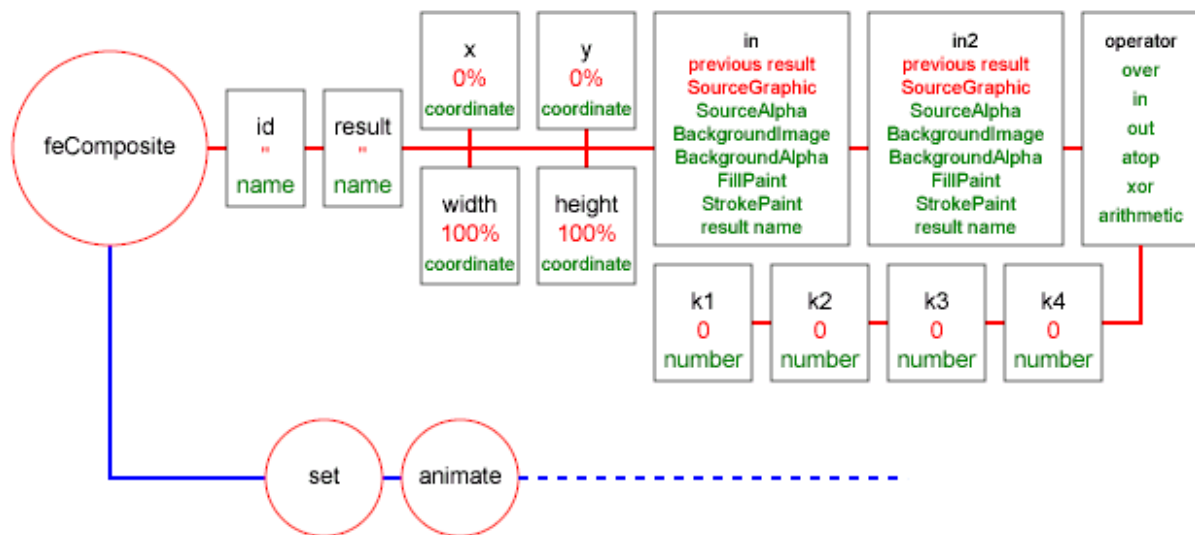 feComposite
id
"
name
result
"
name
x
0%
coordinate
y
0%
coordinate
width
100%
coordinate
height
100%
coordinate
in
previous result
SourceGraphic
SourceAlpha
BackgroundImage
BackgroundAlpha
FillPaint
StrokePaint
result name
in2
previous result
SourceGraphic
SourceAlpha
BackgroundImage
BackgroundAlpha
FillPaint
StrokePaint
result name
operator
over
in
out
atop
xor
arithmetic
k1
0
number
k2
0
number
k3
0
number
k4
0
number
set
animate